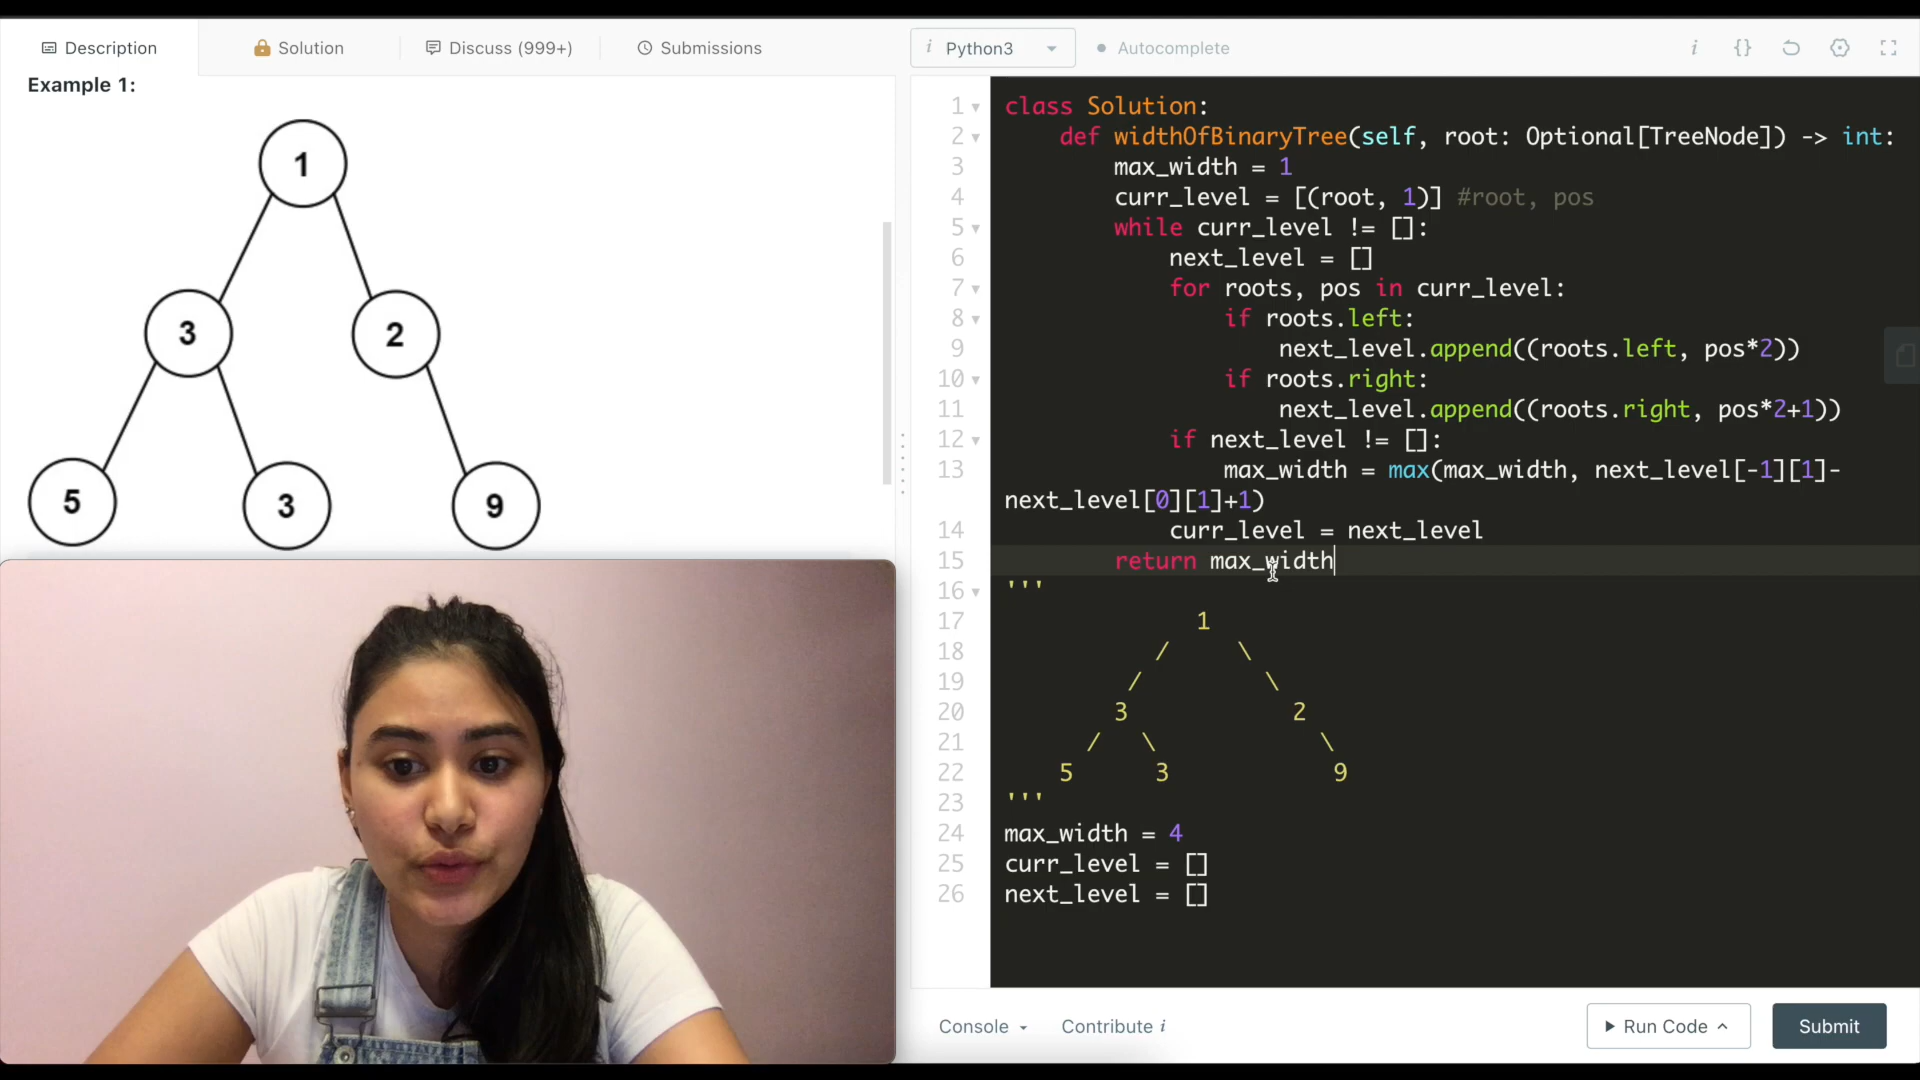 Description
Solution
Discuss (999+)
Submissions
i Python3
Autocomplete
i {}
Example 1:
1
3 2
5 3 9
1 class Solution:
2 def widthOfBinaryTree(self, root: Optional[TreeNode]) -> int:
3 max_width = 1
4 curr_level = [(root, 1)] #root, pos
5 while curr_level != []:
6 next_level = []
7 for roots, pos in curr_level:
8 if roots.left:
9 next_level.append((roots.left, pos*2))
10 if roots.right:
11 next_level.append((roots.right, pos*2+1))
12 if next_level != []:
13 max_width = max(max_width, next_level[-1][1]-
next_level[0][1]+1)
14 curr_level = next_level
15 return max_width
16 '''
17 1
18 / \
19 / \
20 3 2
21 / \ \
22 5 3 9
23 '''
24 max_width = 4
25 curr_level = []
26 next_level = []
Console
Contribute i
Run Code
Submit